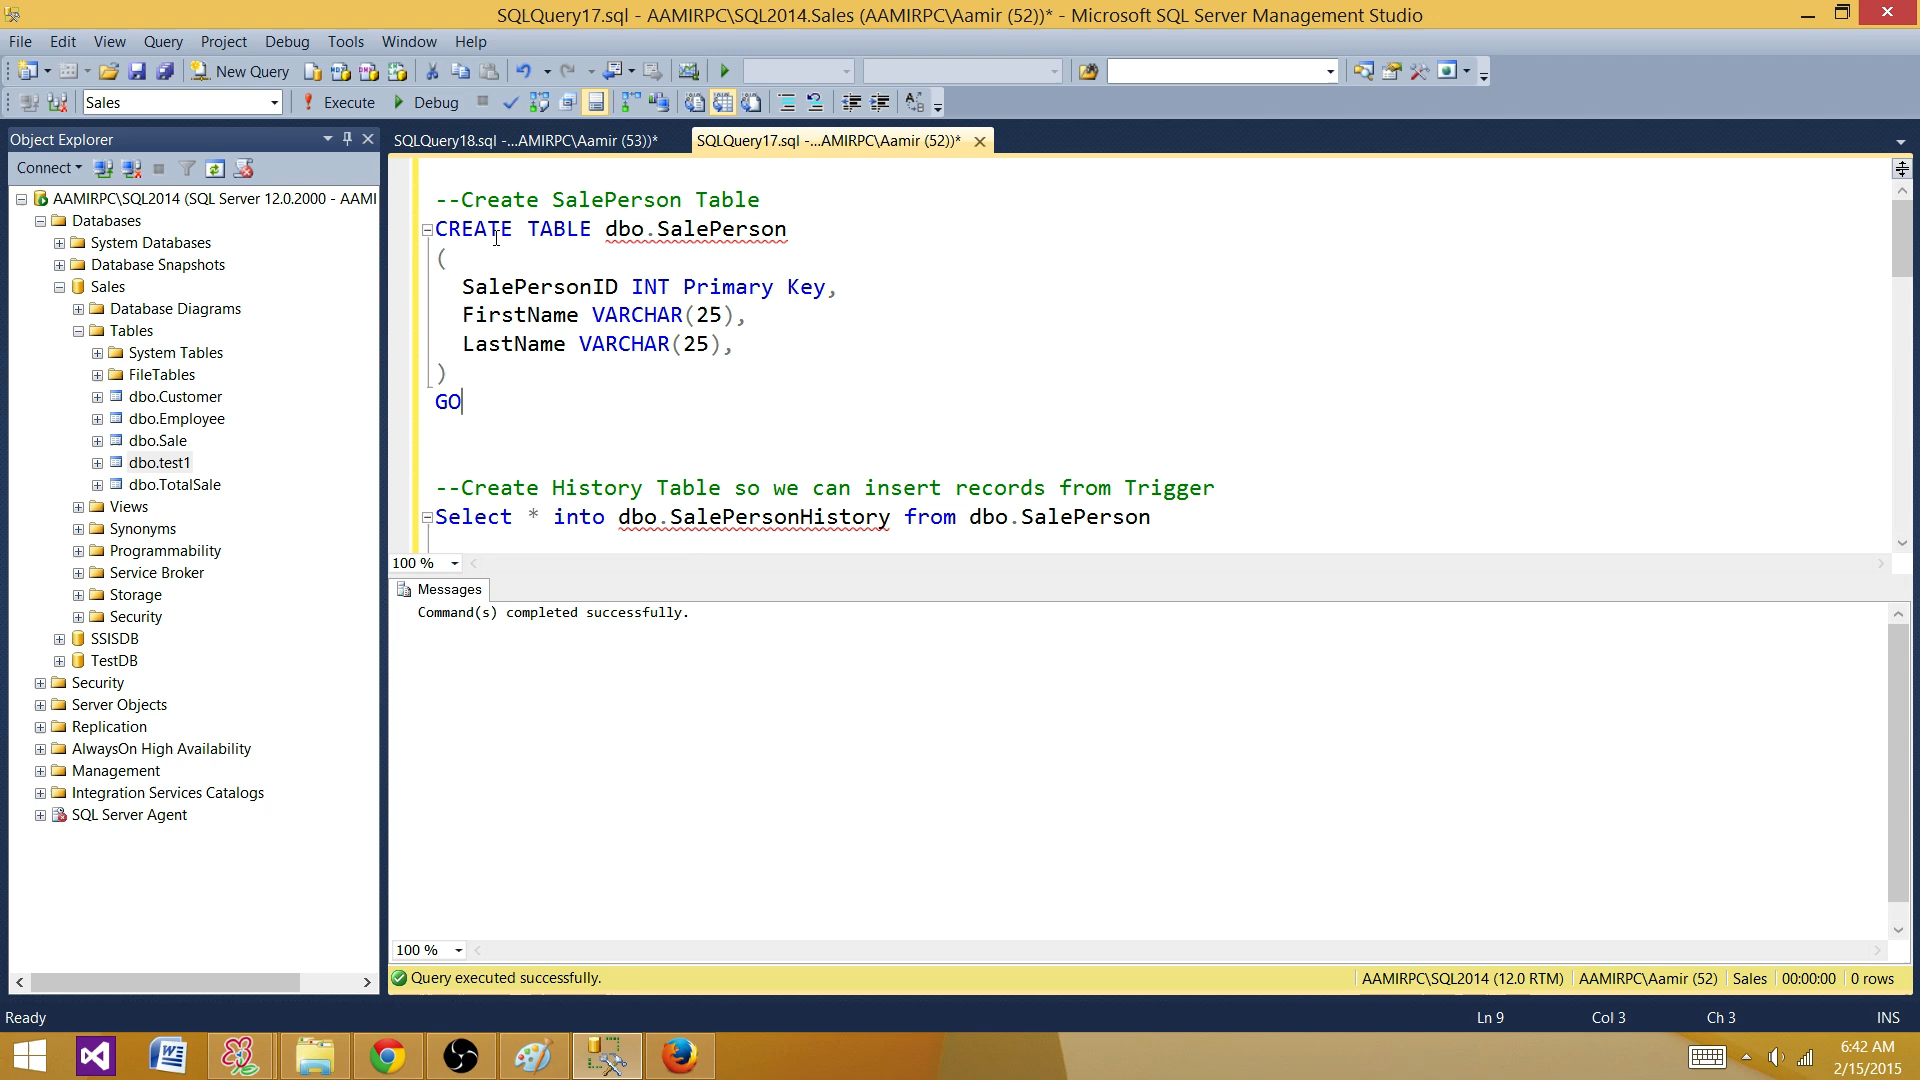 SQLQuery17.sql - AAMIRPC\SQL2014.Sales (AAMIRPC\Aamir (52))* - Microsoft SQL Server Management Studio
File Edit View Query Project Debug Tools Window Help
New Query
Sales Execute Debug
Object Explorer
SQLQuery18.sql -...AMIRPC\Aamir (53))*
SQLQuery17.sql -...AMIRPC\Aamir (52))*
Connect
AAMIRPC\SQL2014 (SQL Server 12.0.2000 - AAMI
Databases
System Databases
Database Snapshots
Sales
Database Diagrams
Tables
System Tables
FileTables
dbo.Customer
dbo.Employee
dbo.Sale
dbo.test1
dbo.TotalSale
Views
Synonyms
Programmability
Service Broker
Storage
Security
SSISDB
TestDB
Security
Server Objects
Replication
AlwaysOn High Availability
Management
Integration Services Catalogs
SQL Server Agent
--Create SalePerson Table
CREATE TABLE dbo.SalePerson
(
SalePersonID INT Primary Key,
FirstName VARCHAR(25),
LastName VARCHAR(25),
)
GO
--Create History Table so we can insert records from Trigger
Select * into dbo.SalePersonHistory from dbo.SalePerson
100 %
Messages
Command(s) completed successfully.
100 %
Query executed successfully.
AAMIRPC\SQL2014 (12.0 RTM) AAMIRPC\Aamir (52) Sales 00:00:00 0 rows
Ready Ln 9 Col 3 Ch 3 INS
6:42 AM
2/15/2015